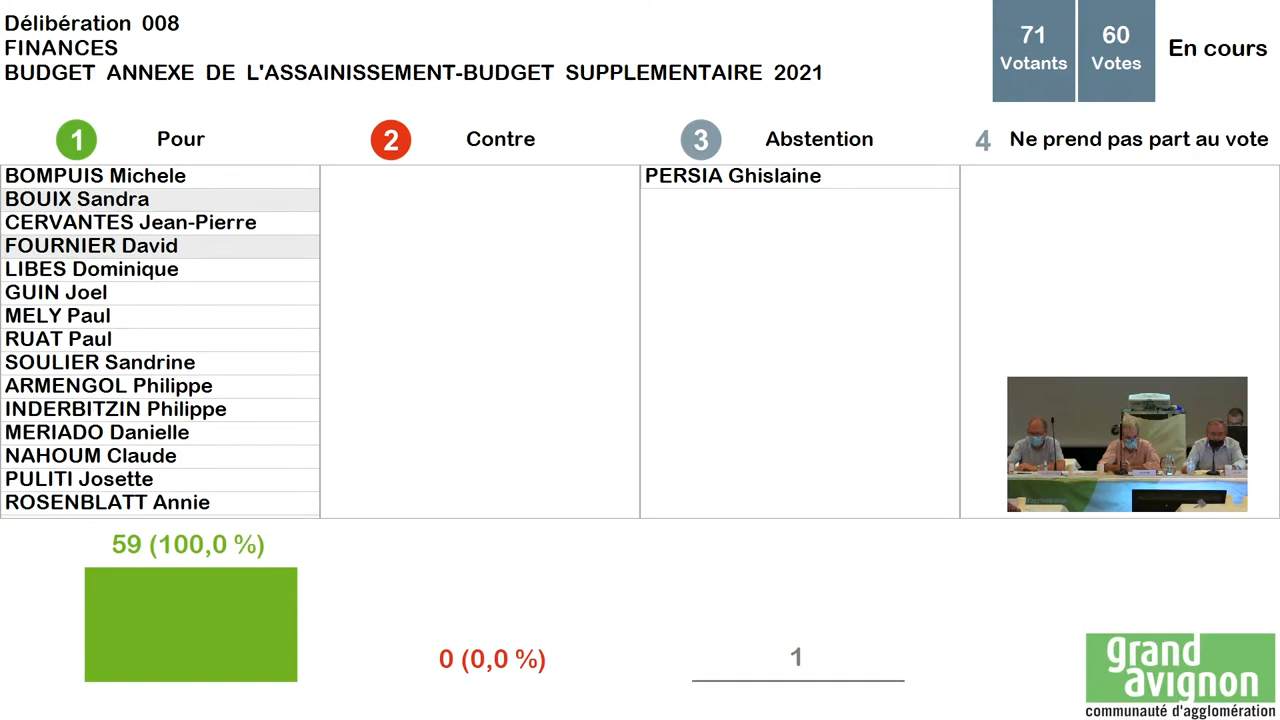 Délibération 008
FINANCES
BUDGET ANNEXE DE L'ASSAINISSEMENT-BUDGET SUPPLEMENTAIRE 2021
71
Votants
60
Votes
En cours
1 Pour
2 Contre
3 Abstention
4 Ne prend pas part au vote
BOMPUIS Michele
BOUIX Sandra
CERVANTES Jean-Pierre
FOURNIER David
LIBES Dominique
GUIN Joel
MELY Paul
RUAT Paul
SOULIER Sandrine
ARMENGOL Philippe
INDERBITZIN Philippe
MERIADO Danielle
NAHOUM Claude
PULITI Josette
ROSENBLATT Annie
PERSIA Ghislaine
59 (100,0 %)
0 (0,0 %)
1
grand
avignon
communauté d'agglomération